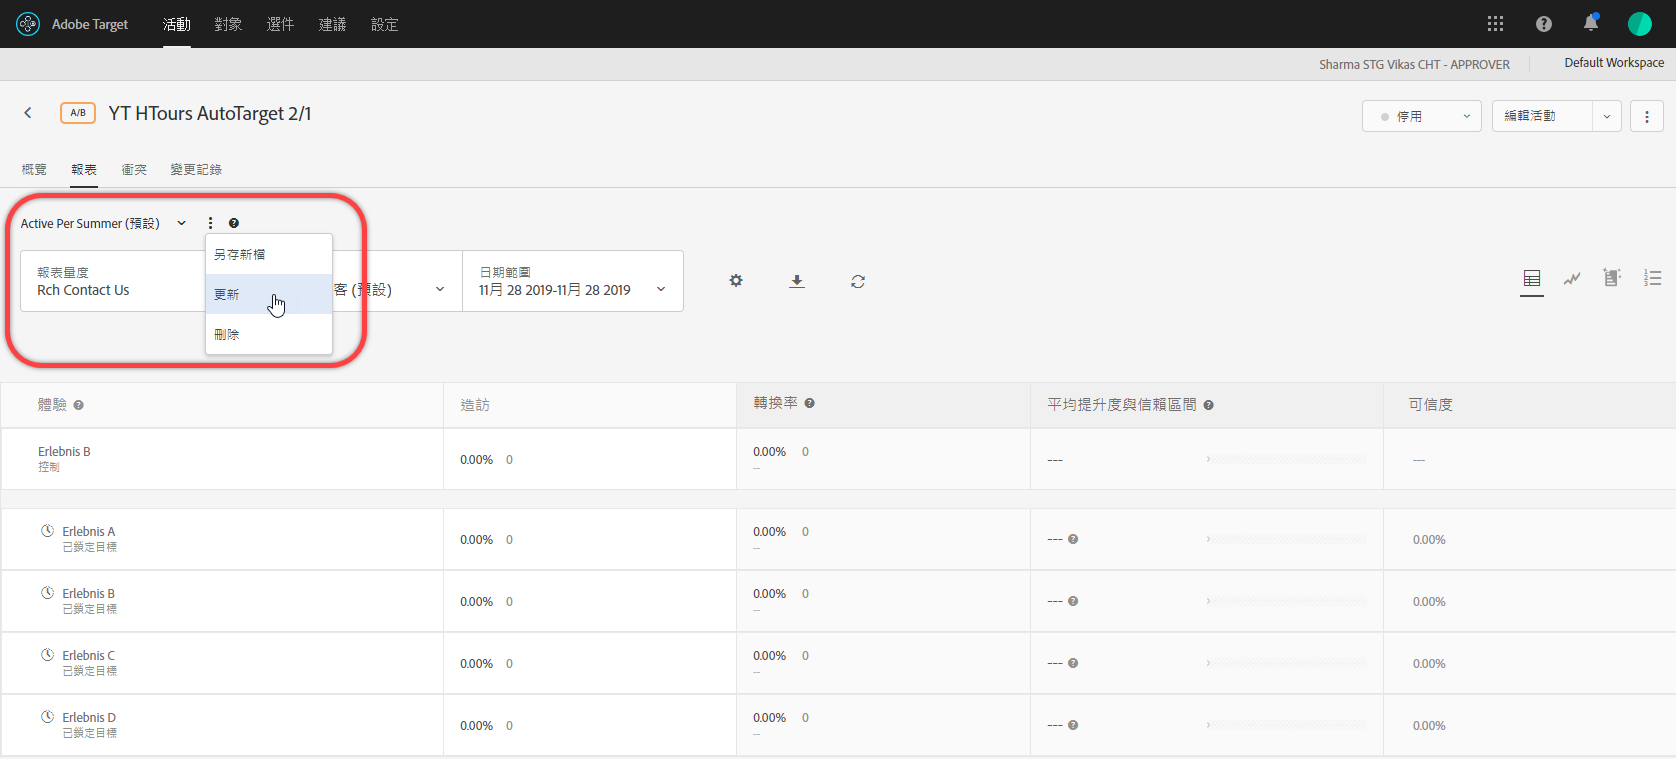 Adobe Target 活動 對象 選件 建議 設定
Sharma STG Vikas CHT - APPROVER Default Workspace
A/B YT HTours AutoTarget 2/1 停用 編輯活動
概覽 報表 衝突 變更記錄
Active Per Summer (預設)
另存新檔
更新
刪除
報表量度
Rch Contact Us
客 (預設)
日期範圍
11月 28 2019-11月 28 2019
體驗 造訪 轉換率 平均提升度與信賴區間 可信度
Erlebnis B
控制
0.00% 0 0.00% 0 --- ---
--
Erlebnis A
已鎖定目標
0.00% 0 0.00% 0 --- 0.00%
--
Erlebnis B
已鎖定目標
0.00% 0 0.00% 0 --- 0.00%
--
Erlebnis C
已鎖定目標
0.00% 0 0.00% 0 --- 0.00%
--
Erlebnis D
已鎖定目標
0.00% 0 0.00% 0 --- 0.00%
--